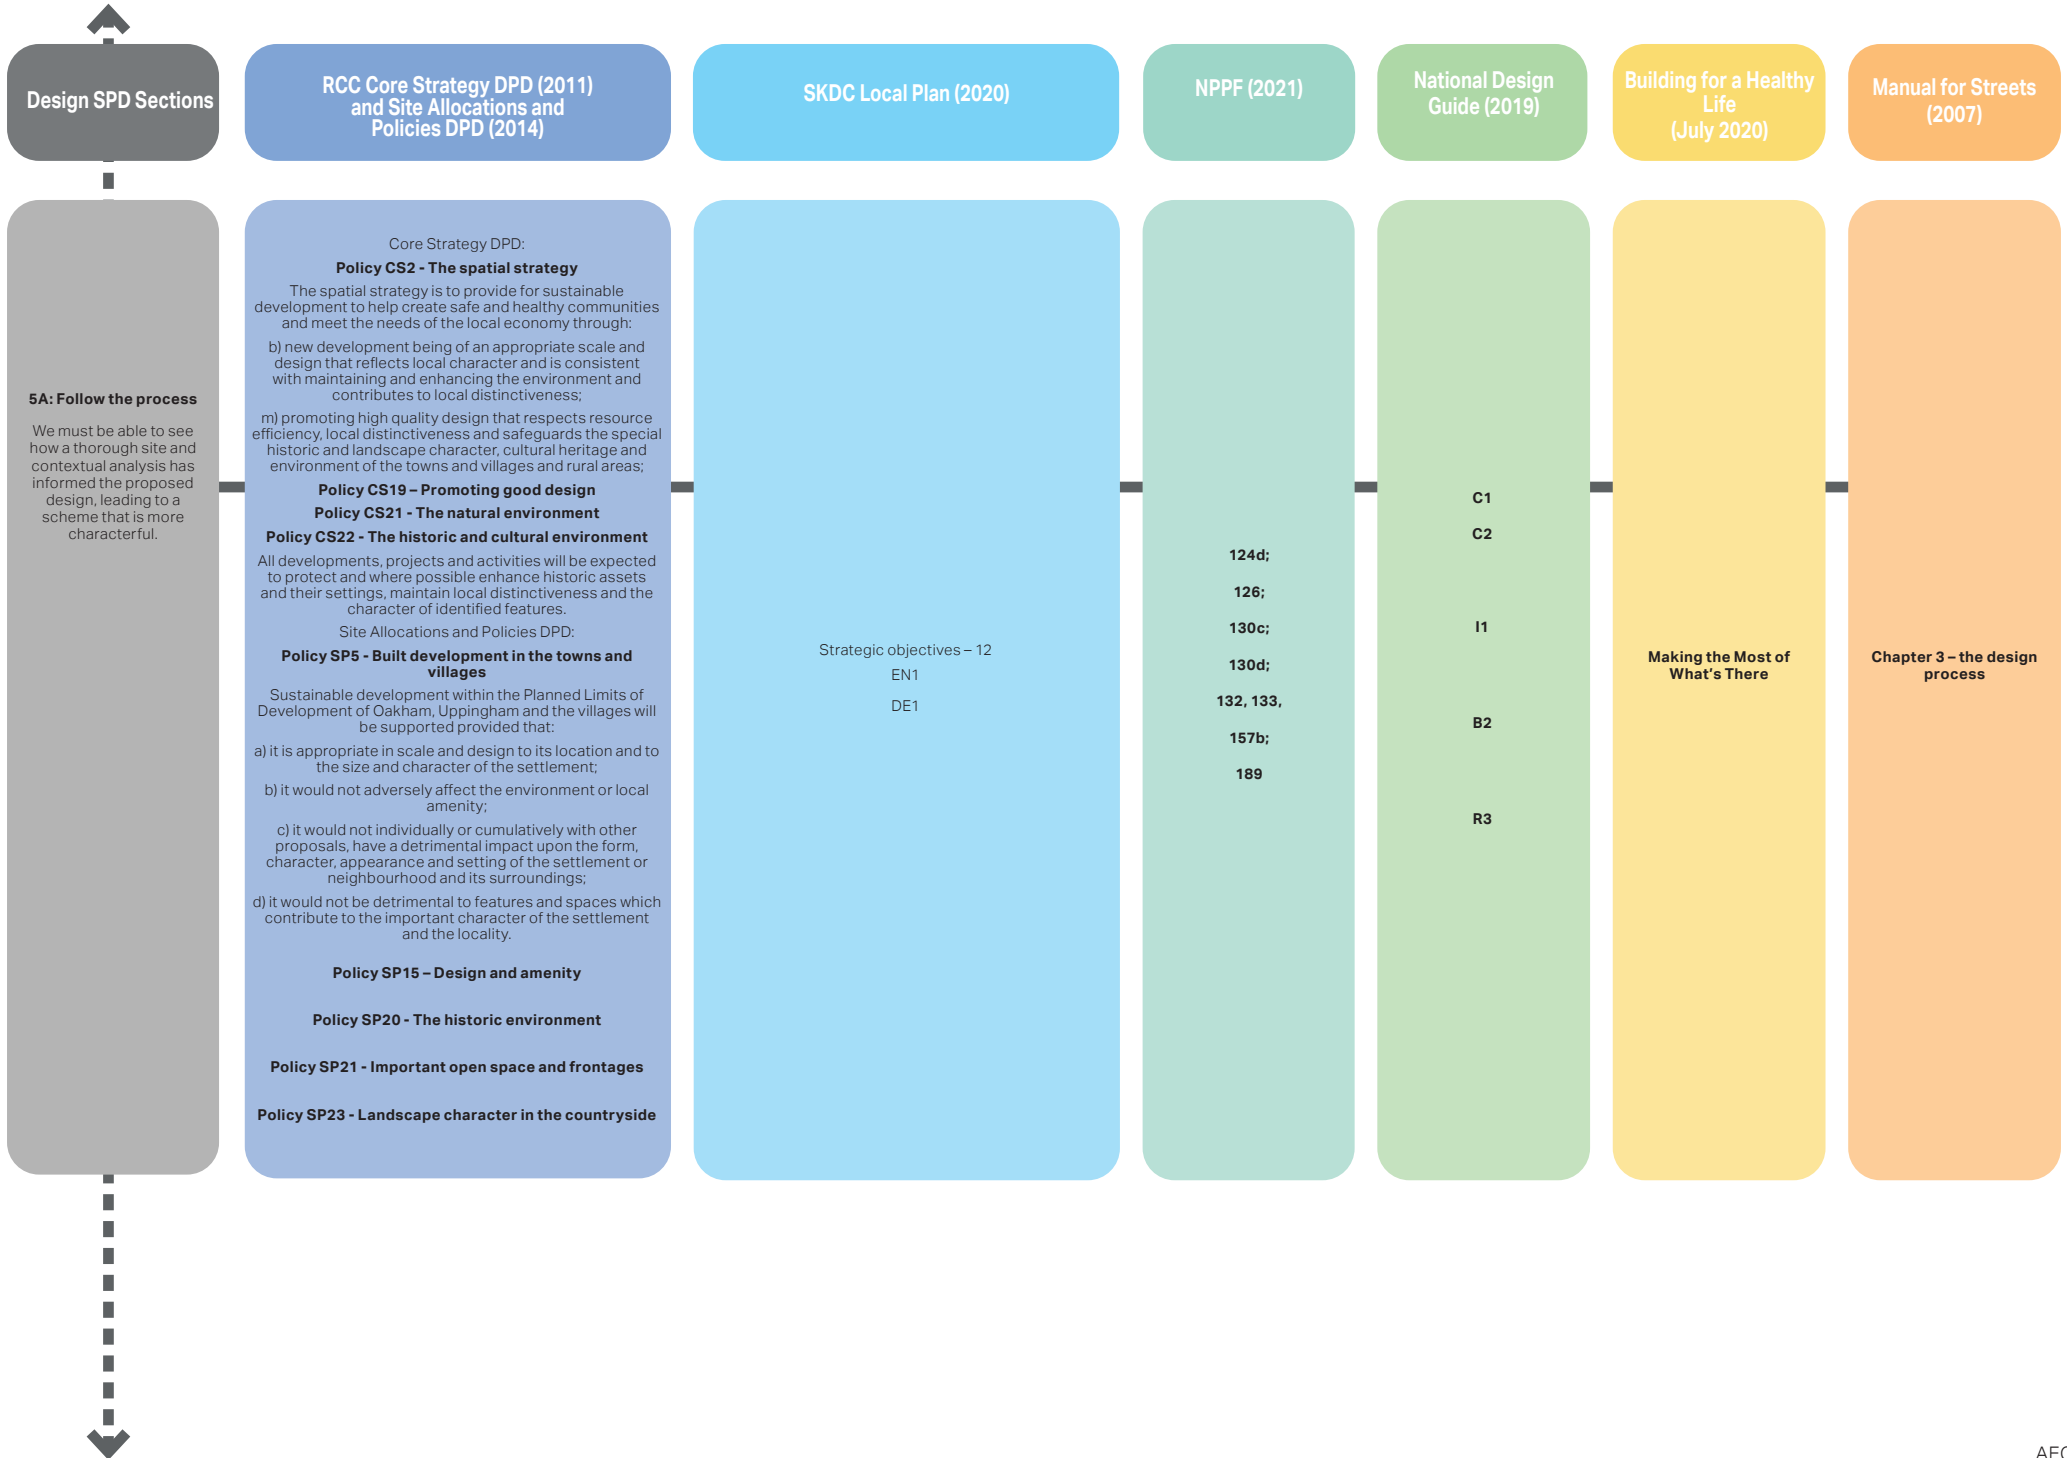 Design SPD Sections
RCC Core Strategy DPD (2011)
and Site Allocations and
Policies DPD (2014)
SKDC Local Plan (2020)
NPPF (2021)
National Design
Guide (2019)
Building for a Healthy
Life
(July 2020)
Manual for Streets
(2007)
5A: Follow the process
We must be able to see
how a thorough site and
contextual analysis has
informed the proposed
design, leading to a
scheme that is more
characterful.
Core Strategy DPD:
Policy CS2 - The spatial strategy
The spatial strategy is to provide for sustainable
development to help create safe and healthy communities
and meet the needs of the local economy through:
b) new development being of an appropriate scale and
design that reflects local character and is consistent
with maintaining and enhancing the environment and
contributes to local distinctiveness;
m) promoting high quality design that respects resource
efficiency, local distinctiveness and safeguards the special
historic and landscape character, cultural heritage and
environment of the towns and villages and rural areas;
Policy CS19 – Promoting good design
Policy CS21 - The natural environment
Policy CS22 - The historic and cultural environment
All developments, projects and activities will be expected
to protect and where possible enhance historic assets
and their settings, maintain local distinctiveness and the
character of identified features.
Site Allocations and Policies DPD:
Policy SP5 - Built development in the towns and
villages
Sustainable development within the Planned Limits of
Development of Oakham, Uppingham and the villages will
be supported provided that:
a) it is appropriate in scale and design to its location and to
the size and character of the settlement;
b) it would not adversely affect the environment or local
amenity;
c) it would not individually or cumulatively with other
proposals, have a detrimental impact upon the form,
character, appearance and setting of the settlement or
neighbourhood and its surroundings;
d) it would not be detrimental to features and spaces which
contribute to the important character of the settlement
and the locality.
Policy SP15 – Design and amenity
Policy SP20 - The historic environment
Policy SP21 - Important open space and frontages
Policy SP23 - Landscape character in the countryside
Strategic objectives – 12
EN1
DE1
124d;
126;
130c;
130d;
132, 133,
157b;
189
C1
C2
I1
B2
R3
Making the Most of
What's There
Chapter 3 – the design
process